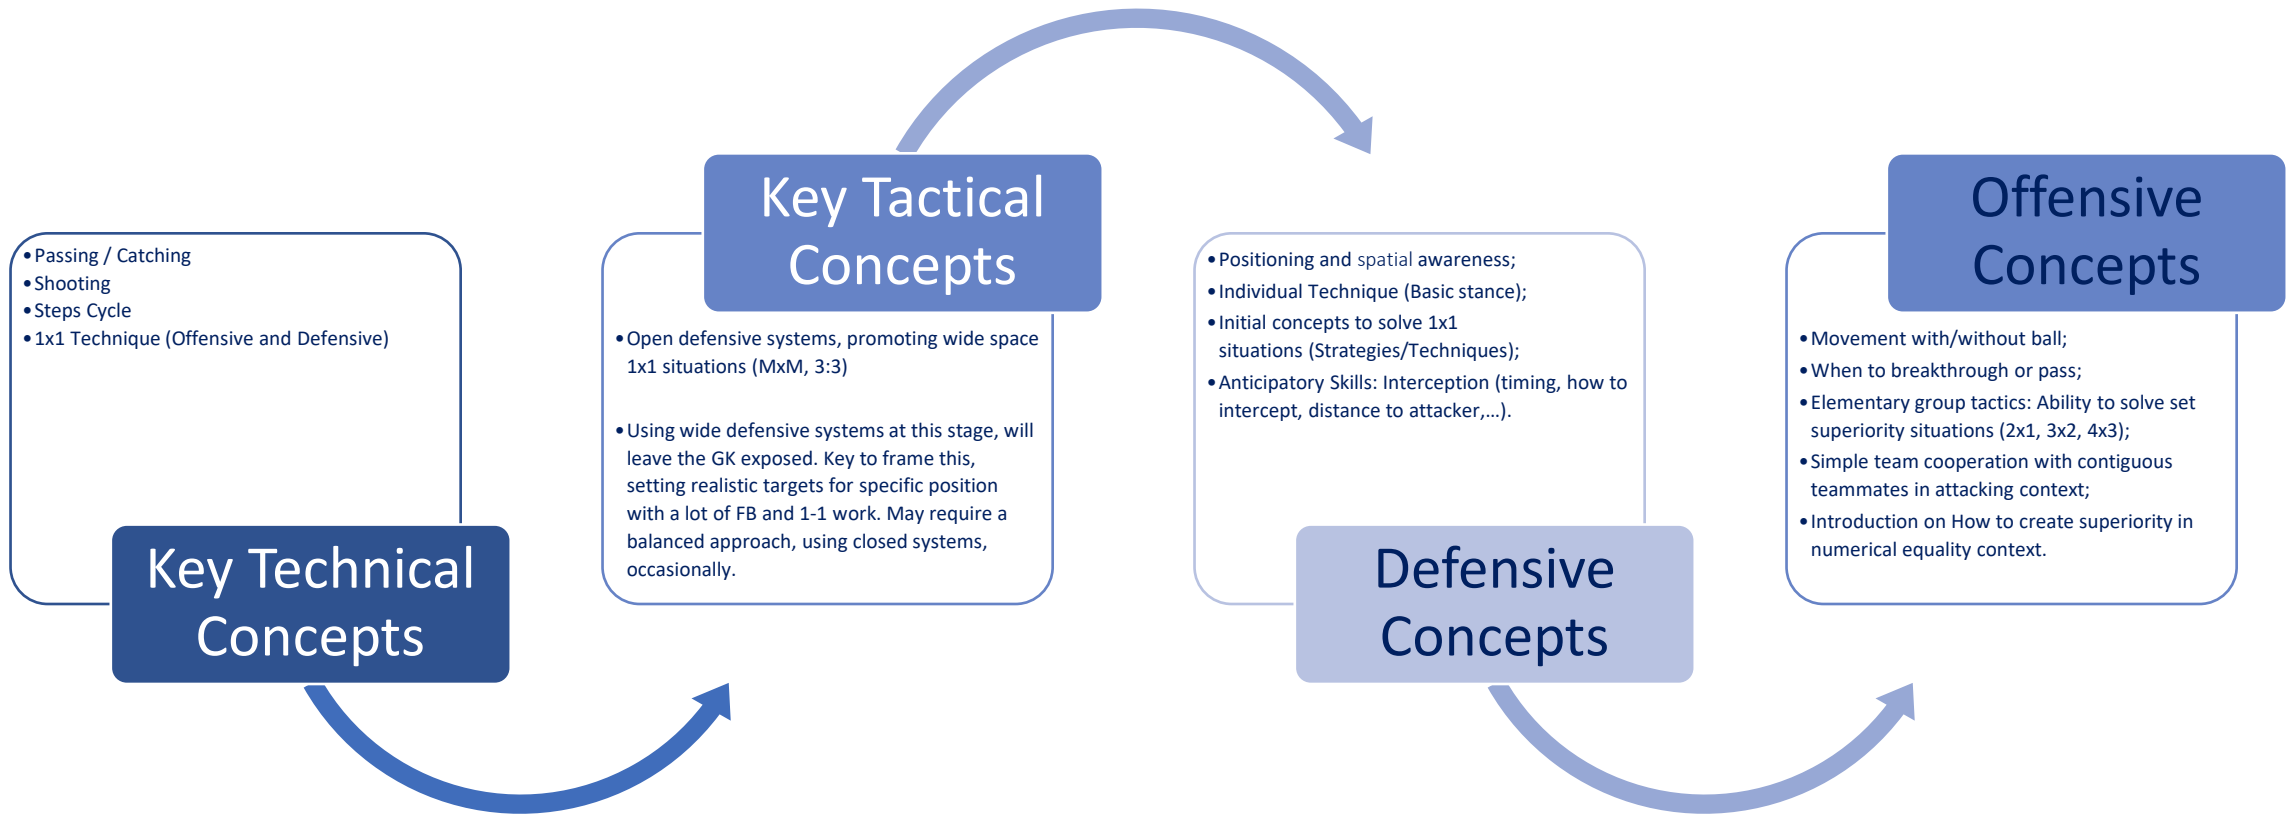 • Passing / Catching
• Shooting
• Steps Cycle
• 1x1 Technique (Offensive and Defensive)
Key Technical
Concepts
Key Tactical
Concepts
• Open defensive systems, promoting wide space
1x1 situations (MxM, 3:3)
• Using wide defensive systems at this stage, will
leave the GK exposed. Key to frame this,
setting realistic targets for specific position
with a lot of FB and 1-1 work. May require a
balanced approach, using closed systems,
occasionally.
• Positioning and spatial awareness;
• Individual Technique (Basic stance);
• Initial concepts to solve 1x1
situations (Strategies/Techniques);
• Anticipatory Skills: Interception (timing, how to
intercept, distance to attacker,...).
Defensive
Concepts
Offensive
Concepts
• Movement with/without ball;
• When to breakthrough or pass;
• Elementary group tactics: Ability to solve set
superiority situations (2x1, 3x2, 4x3);
• Simple team cooperation with contiguous
teammates in attacking context;
• Introduction on How to create superiority in
numerical equality context.